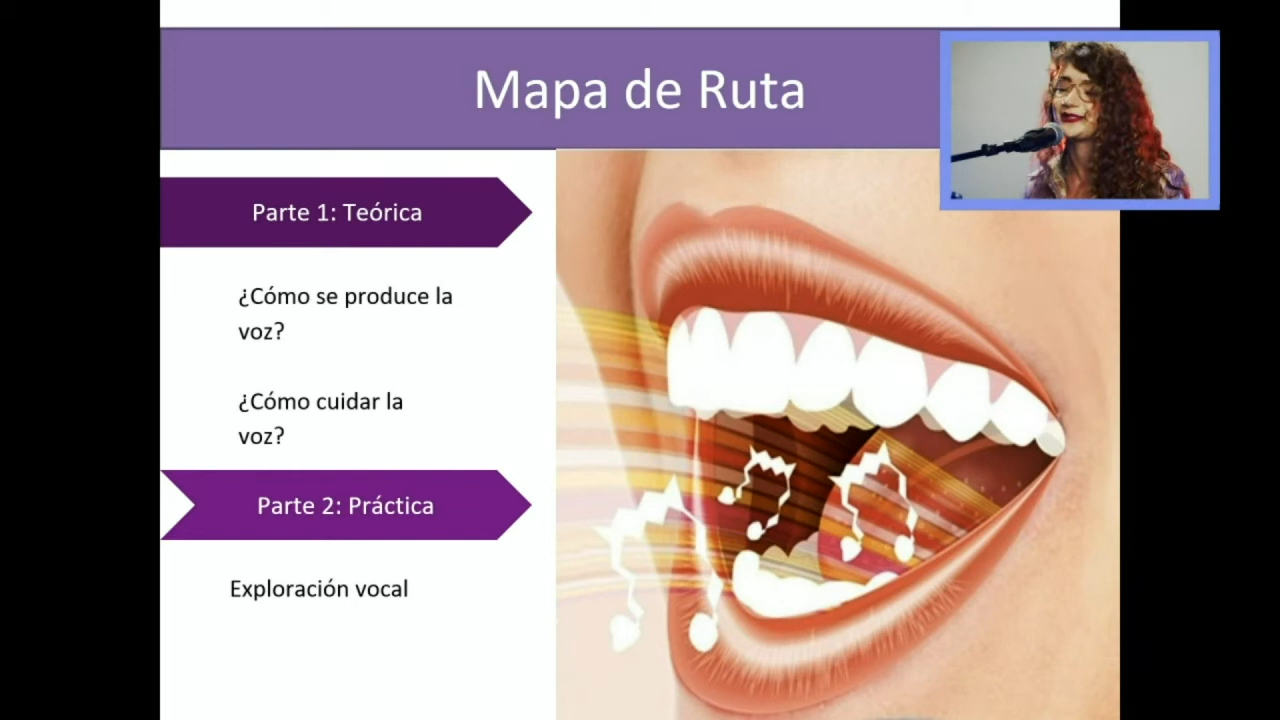 Mapa de Ruta
Parte 1: Teórica
¿Cómo se produce la
voz?
¿Cómo cuidar la
voz?
Parte 2: Práctica
Exploración vocal